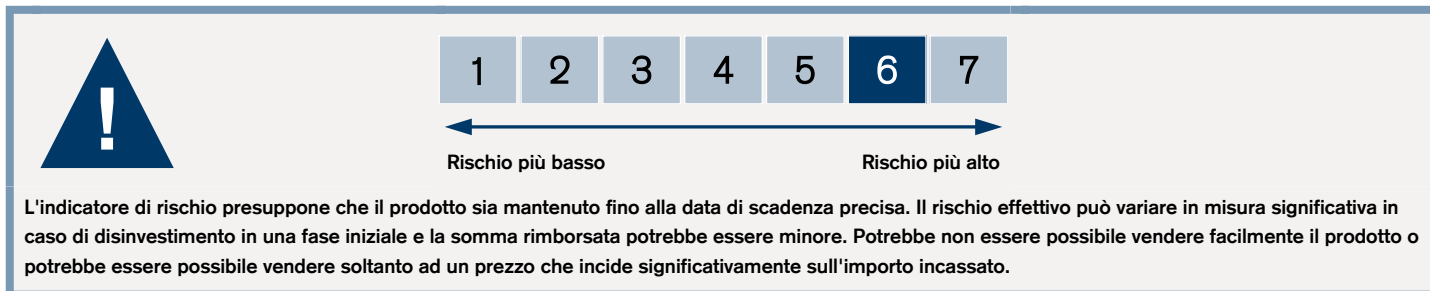 !
1 2 3 4 5 6 7
Rischio più basso Rischio più alto
L'indicatore di rischio presuppone che il prodotto sia mantenuto fino alla data di scadenza precisa. Il rischio effettivo può variare in misura significativa in
caso di disinvestimento in una fase iniziale e la somma rimborsata potrebbe essere minore. Potrebbe non essere possibile vendere facilmente il prodotto o
potrebbe essere possibile vendere soltanto ad un prezzo che incide significativamente sull'importo incassato.